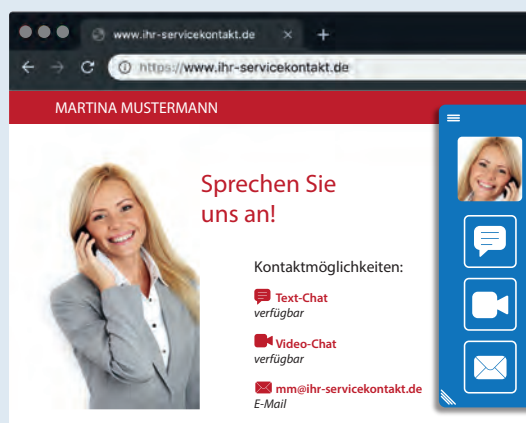 www.ihr-servicekontakt.de
https://www.ihr-servicekontakt.de
MARTINA MUSTERMANN
Sprechen Sie
uns an!
Kontaktmöglichkeiten:
Text-Chat
verfügbar
Video-Chat
verfügbar
mm@ihr-servicekontakt.de
E-Mail